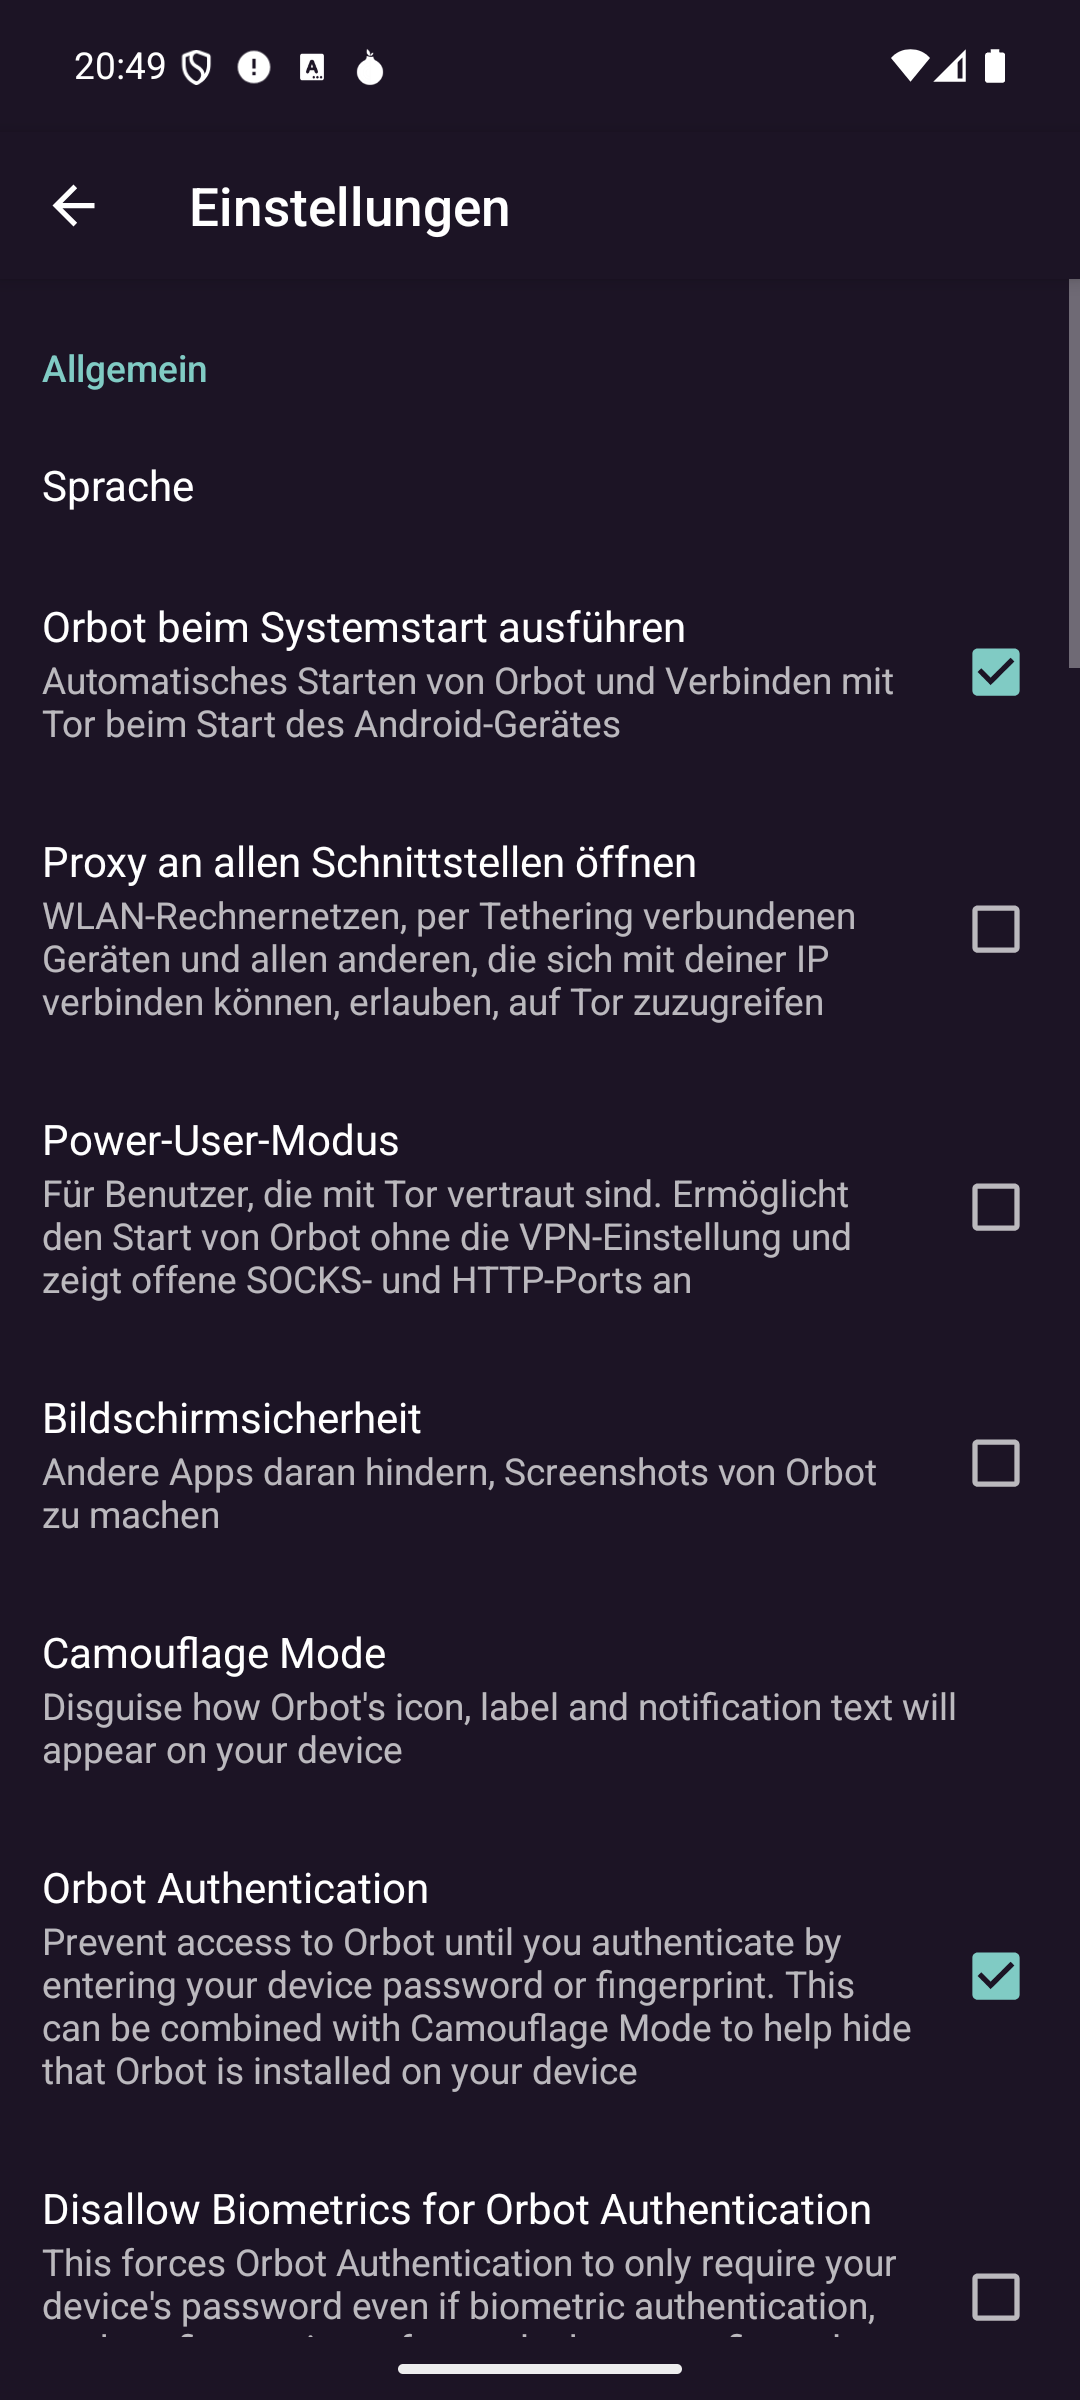 20:49
Einstellungen
Allgemein
Sprache
Orbot beim Systemstart ausführen
Automatisches Starten von Orbot und Verbinden mit
Tor beim Start des Android-Gerätes
Proxy an allen Schnittstellen öffnen
WLAN-Rechnernetzen, per Tethering verbundenen
Geräten und allen anderen, die sich mit deiner IP
verbinden können, erlauben, auf Tor zuzugreifen
Power-User-Modus
Für Benutzer, die mit Tor vertraut sind. Ermöglicht
den Start von Orbot ohne die VPN-Einstellung und
zeigt offene SOCKS- und HTTP-Ports an
Bildschirmsicherheit
Andere Apps daran hindern, Screenshots von Orbot
zu machen
Camouflage Mode
Disguise how Orbot's icon, label and notification text will
appear on your device
Orbot Authentication
Prevent access to Orbot until you authenticate by
entering your device password or fingerprint. This
can be combined with Camouflage Mode to help hide
that Orbot is installed on your device
Disallow Biometrics for Orbot Authentication
This forces Orbot Authentication to only require your
device's password even if biometric authentication,